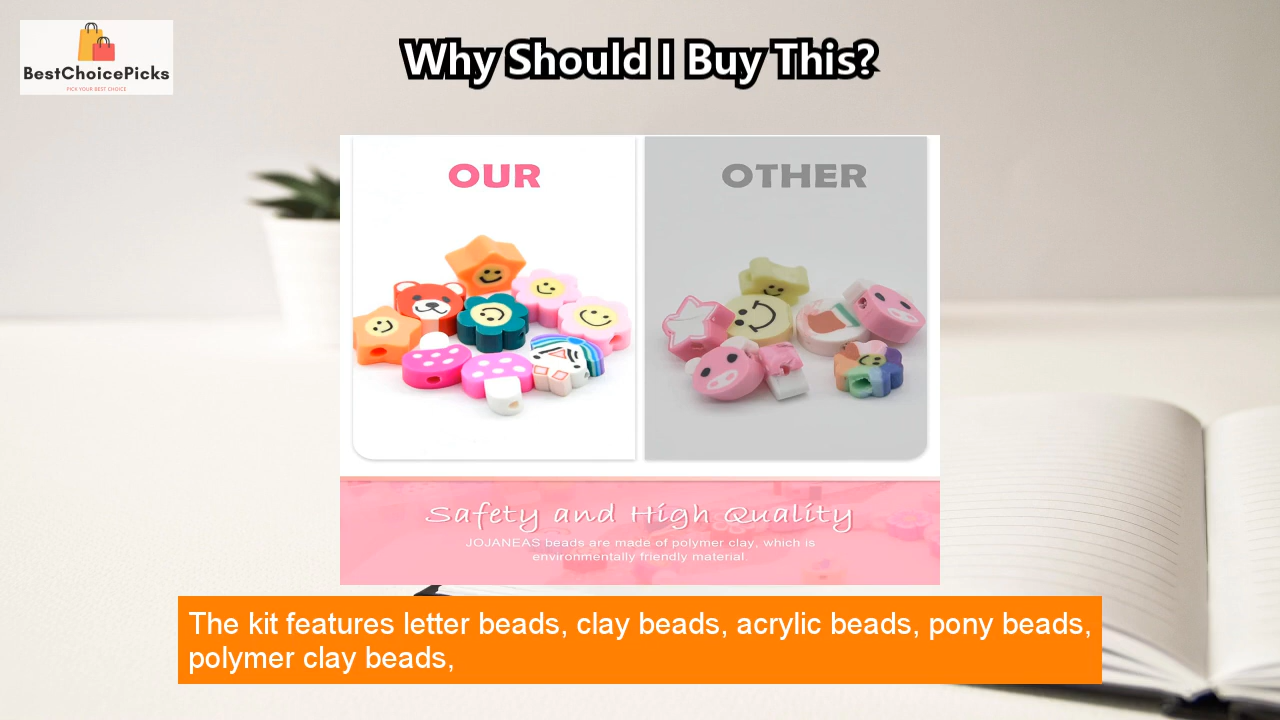 BestChoicePicks
PICK YOUR BEST CHOICE
Why Should I Buy This?
OUR
OTHER
Safety and High Quality
JOJANEAS beads are made of polymer clay, which is
environmentally friendly material
The kit features letter beads, clay beads, acrylic beads, pony beads,
polymer clay beads,